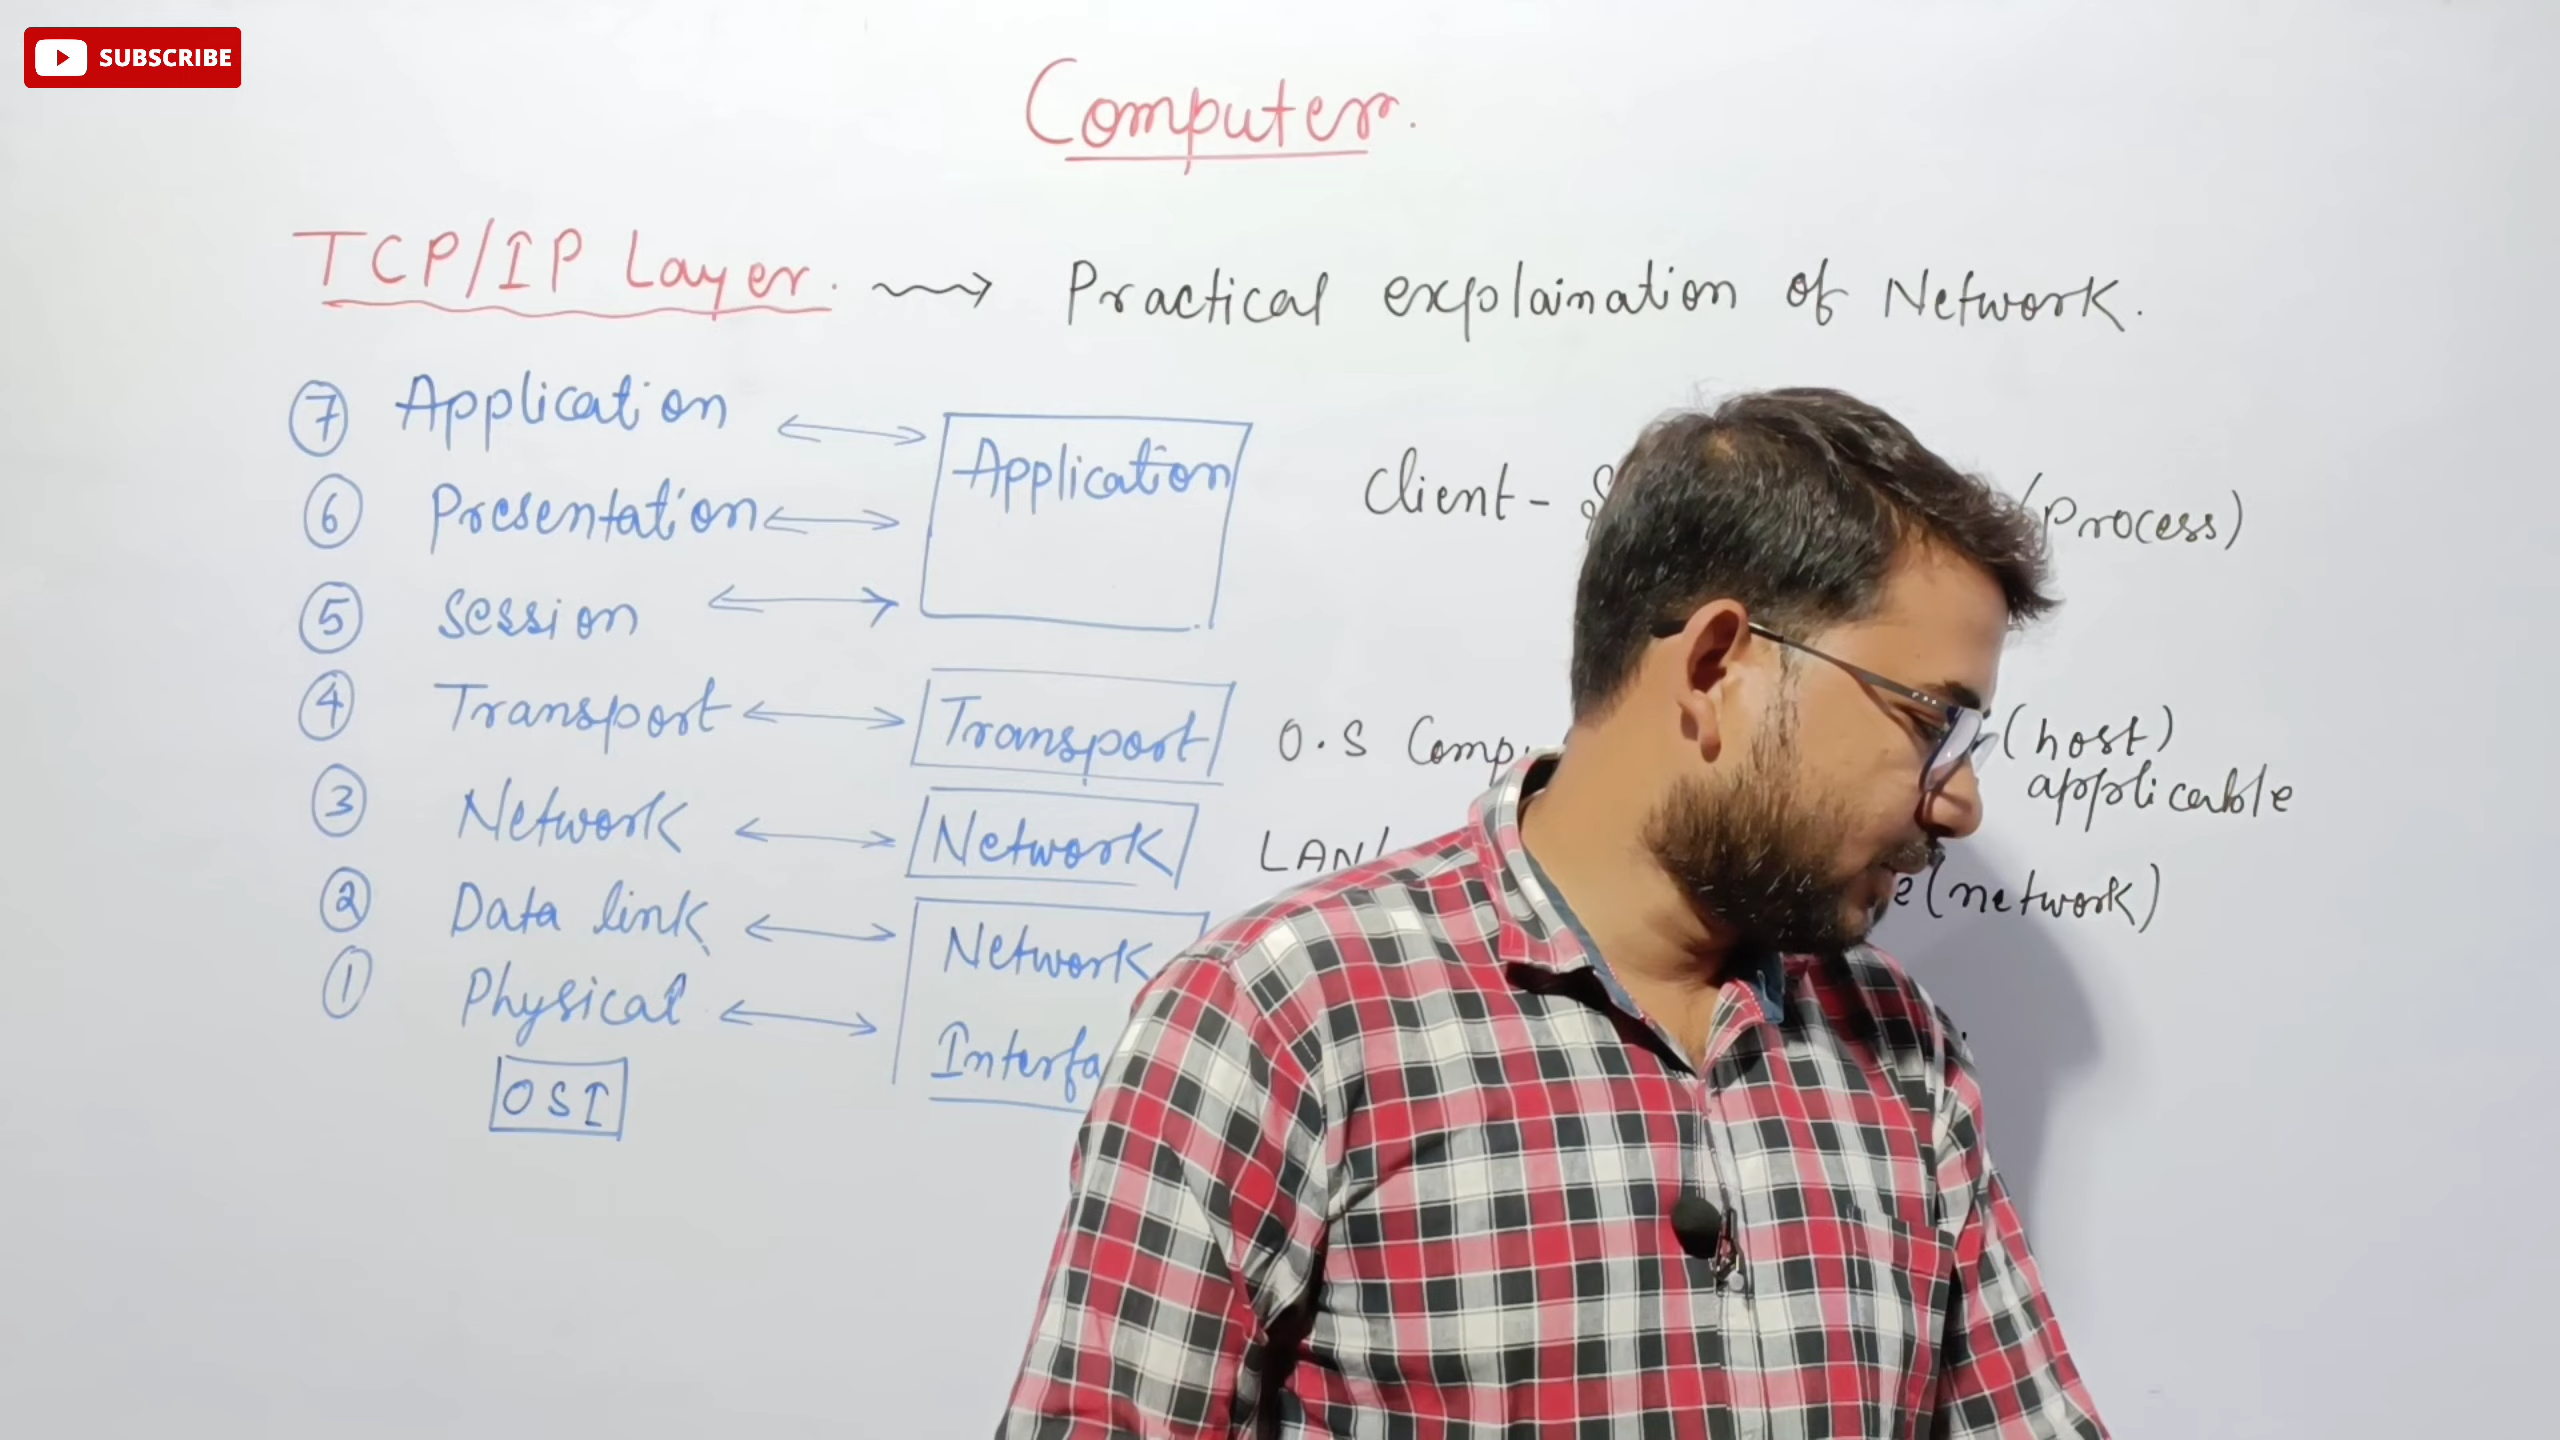 SUBSCRIBE
Computer.
TCP/IP Layer. → Practical explaination of Network.
7 Application ↔ Application
Client - /Process)
6 Presentation ↔
5 Session ↔
4 Transport ↔ Transport
O.S (host)
applicable
3 Network ↔ Network
LAN/ (network)
2 Data link ↔ Network
1 Physical ↔
OSI